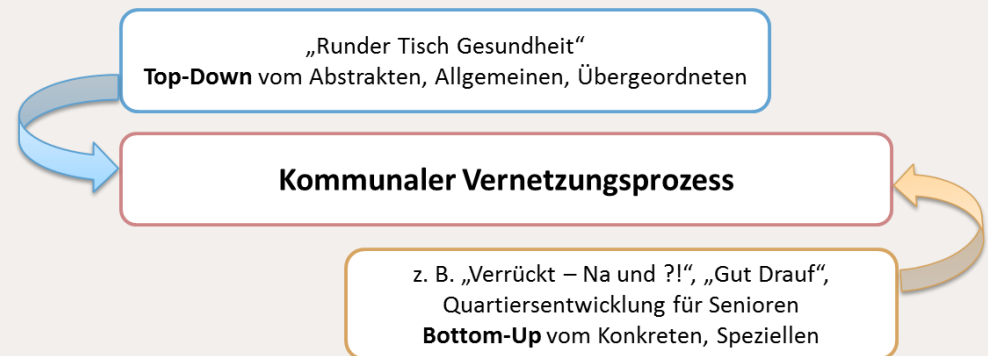 „Runder Tisch Gesundheit“
Top-Down vom Abstrakten, Allgemeinen, Übergeordneten
Kommunaler Vernetzungsprozess
z. B. „Verrückt – Na und ?!“, „Gut Drauf“,
Quartiersentwicklung für Senioren
Bottom-Up vom Konkreten, Speziellen